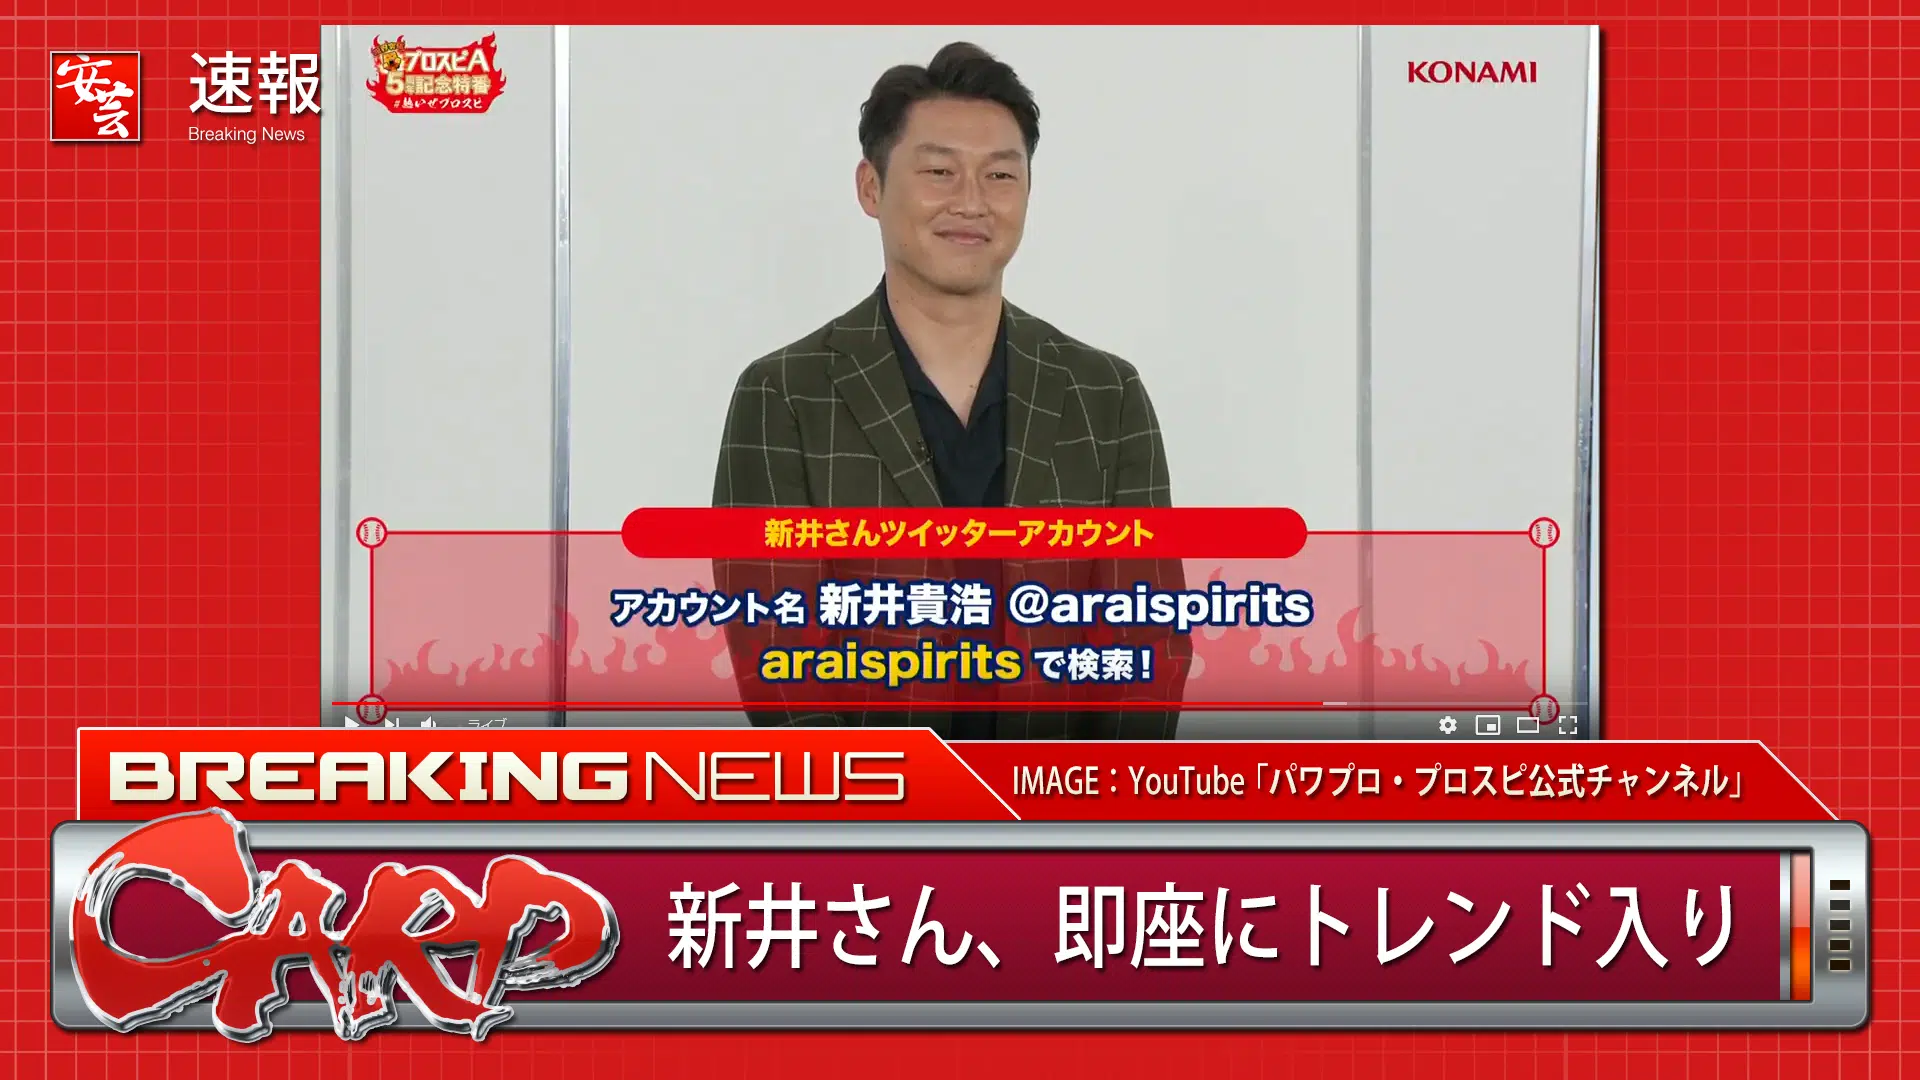 安芸
速報
Breaking News
プロスピA
5周年記念特番
#熱いぜプロスピ
KONAMI
新井さんツイッターアカウント
アカウント名 新井貴浩 @araispirits
araispirits で検索!
ライブ
BREAKING NEWS
IMAGE：YouTube「パワプロ・プロスピ公式チャンネル」
CARP
新井さん、即座にトレンド入り